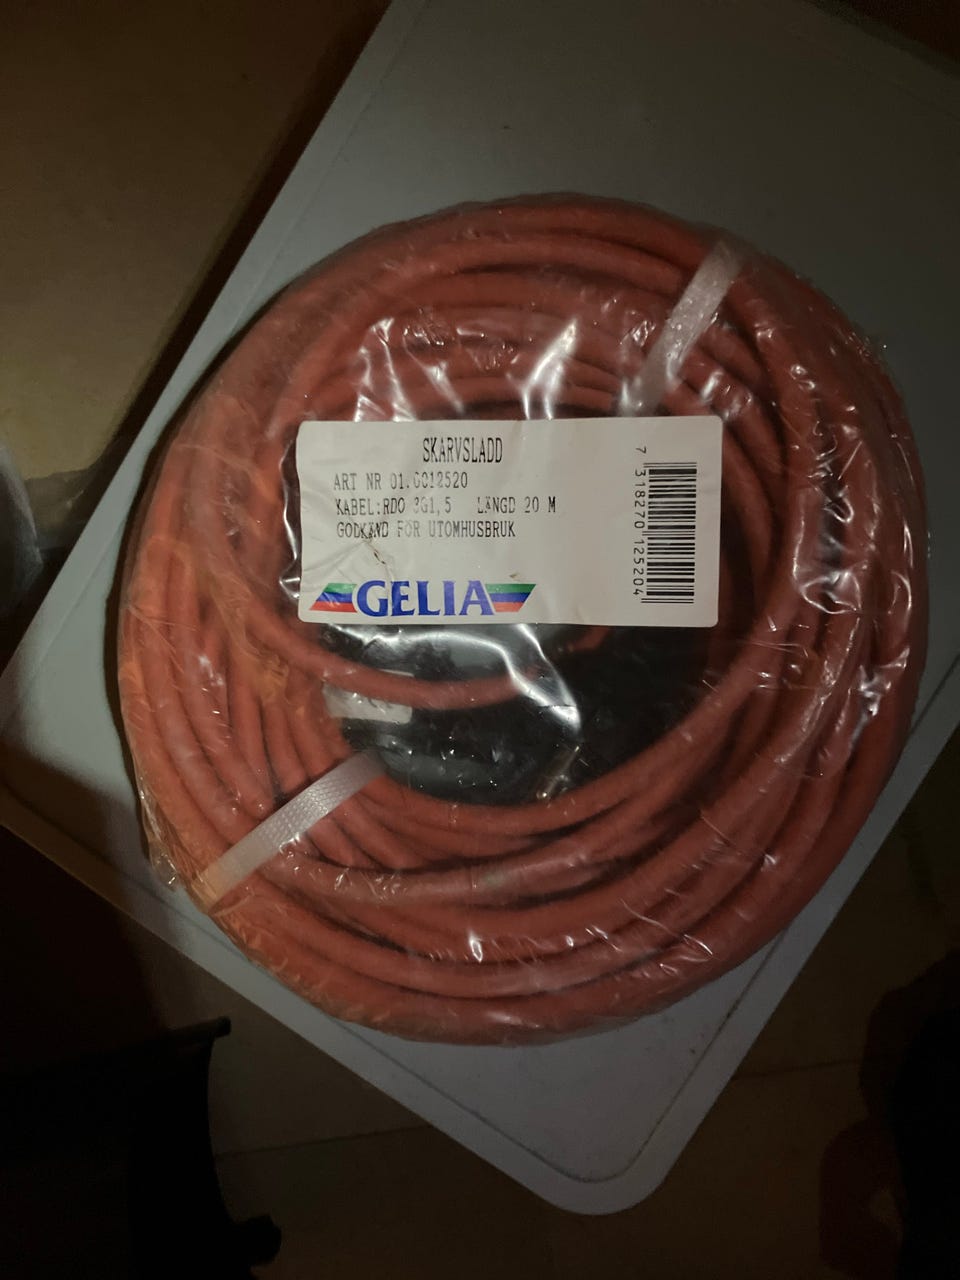 SKARVSLADD
ART NR 01.0012520
KABEL:RDO 3G1,5 LÄNGD 20 M
GODKÄND FÖR UTOMHUSBRUK
GELIA
7 318270 125204